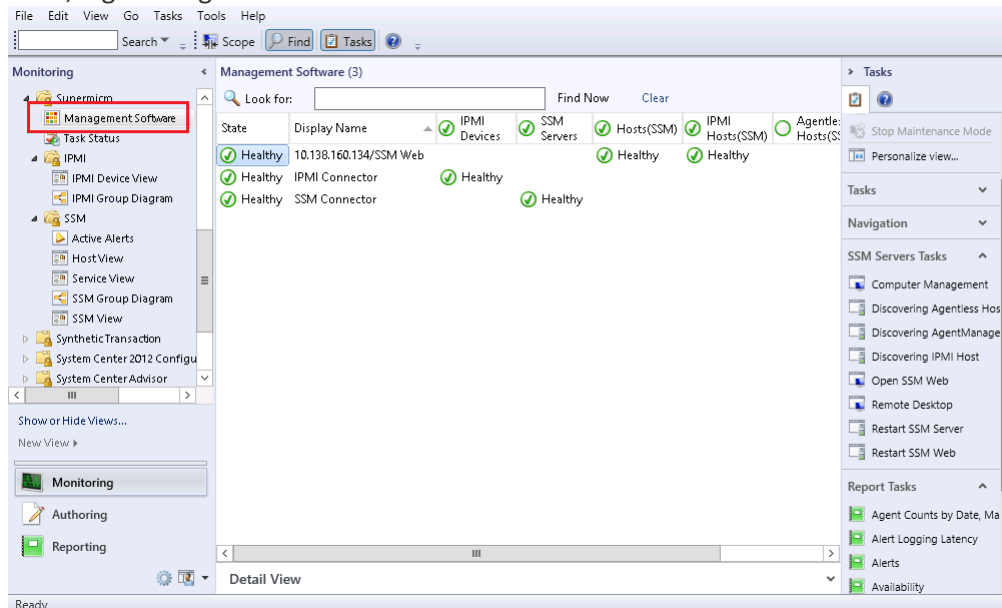 File Edit View Go Tasks Tools Help
Search Scope Find Tasks
Monitoring
Supermicro
Management Software
Task Status
IPMI
IPMI Device View
IPMI Group Diagram
SSM
Active Alerts
Host View
Service View
SSM Group Diagram
SSM View
Synthetic Transaction
System Center 2012 Configu
System Center Advisor
Show or Hide Views...
New View
Monitoring
Authoring
Reporting
Management Software (3)
Look for: Find Now Clear
State Display Name IPMI Devices SSM Servers Hosts(SSM) IPMI Hosts(SSM) Agentle: Hosts(SS
Healthy 10.138.160.134/SSM Web Healthy Healthy
Healthy IPMI Connector Healthy
Healthy SSM Connector Healthy
Detail View
Tasks
Stop Maintenance Mode
Personalize view...
Tasks
Navigation
SSM Servers Tasks
Computer Management
Discovering Agentless Hos
Discovering AgentManage
Discovering IPMI Host
Open SSM Web
Remote Desktop
Restart SSM Server
Restart SSM Web
Report Tasks
Agent Counts by Date, Ma
Alert Logging Latency
Alerts
Availability
Ready